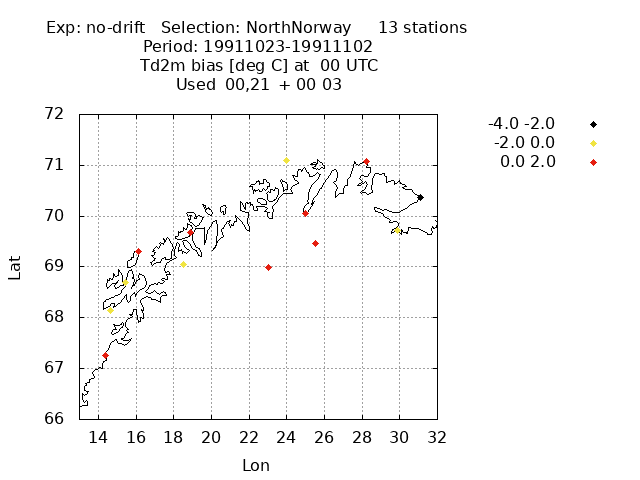 Exp: no-drift Selection: NorthNorway 13 stations
Period: 19911023-19911102
Td2m bias [deg C] at 00 UTC
Used 00,21 + 00 03
-4.0 -2.0
-2.0 0.0
0.0 2.0
72
71
70
69
68
67
66
Lat
14 16 18 20 22 24 26 28 30 32
Lon